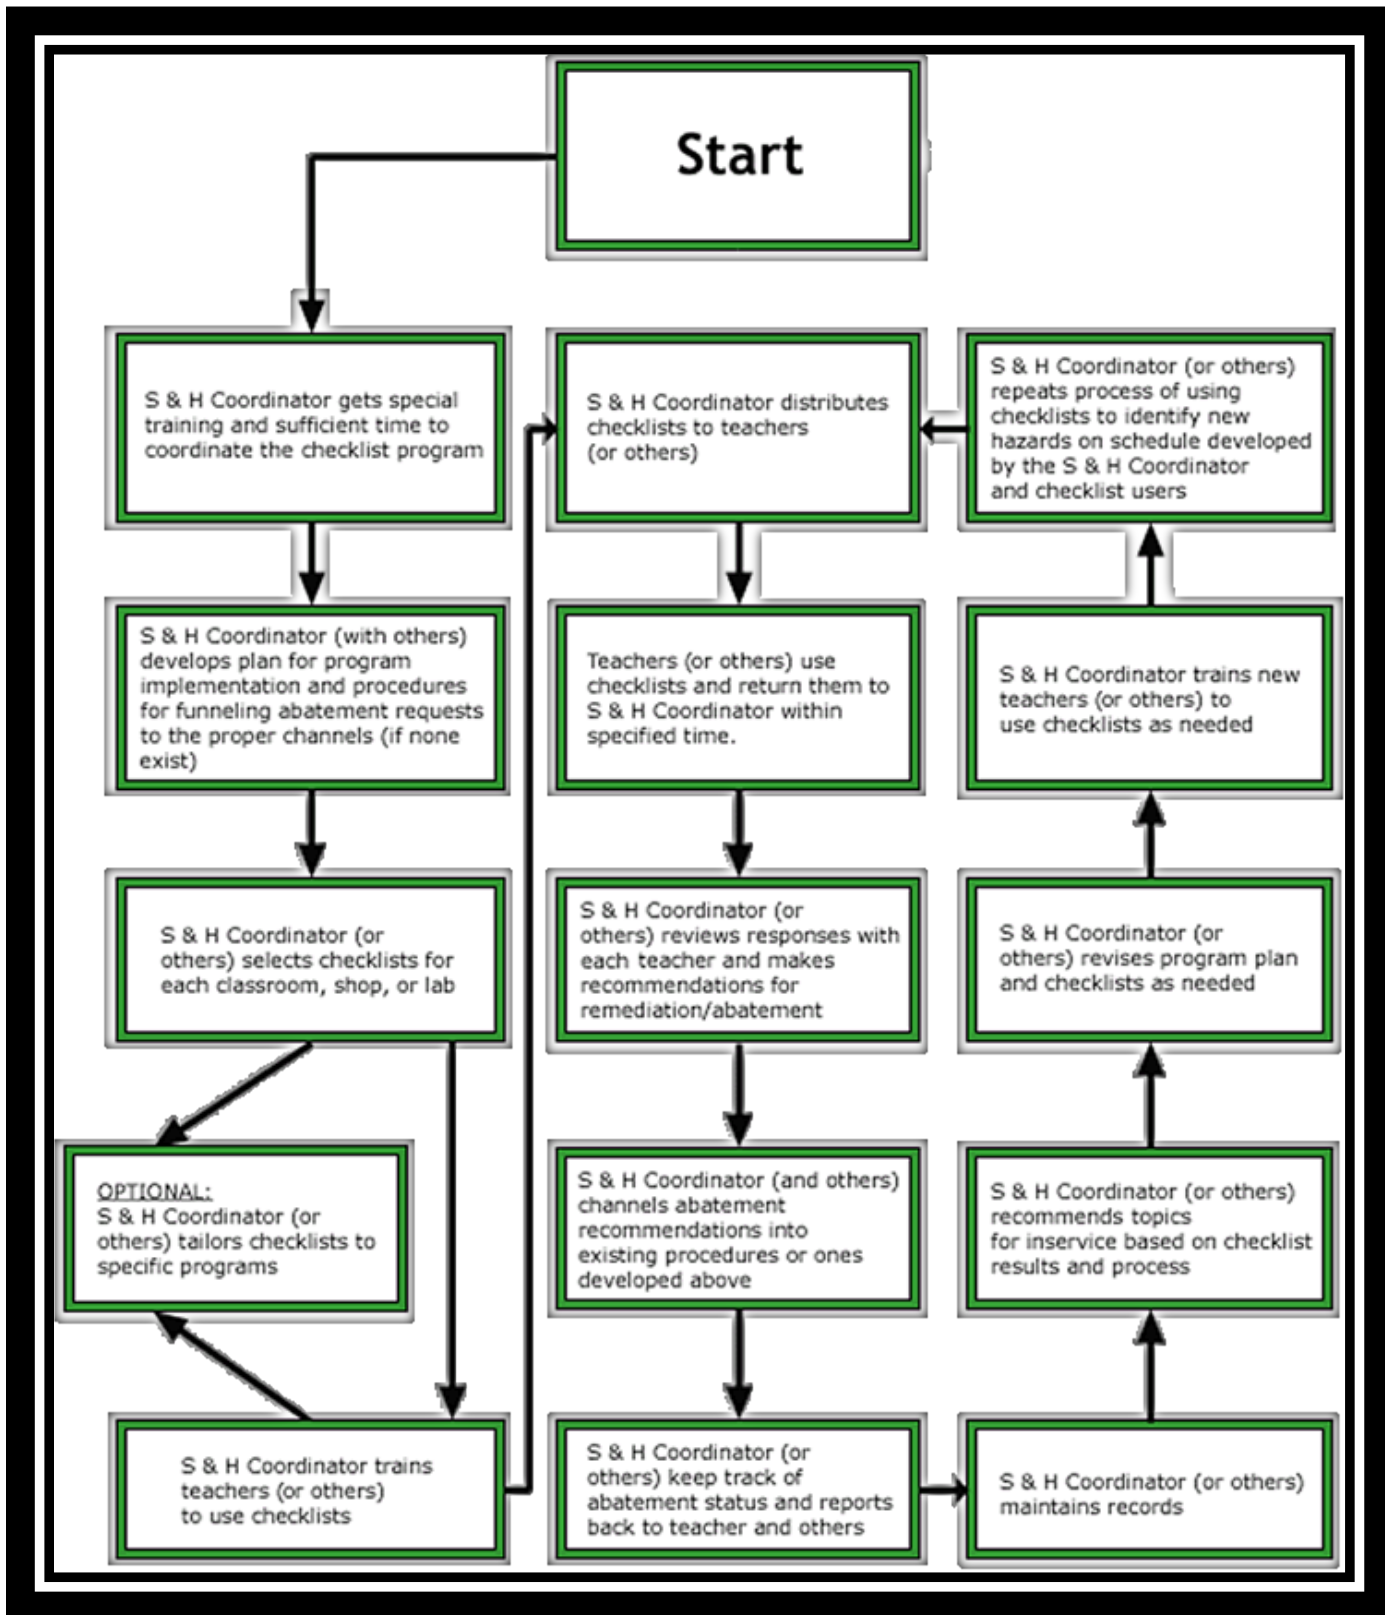 Start
S & H Coordinator gets special
training and sufficient time to
coordinate the checklist program
S & H Coordinator (with others)
develops plan for program
implementation and procedures
for funneling abatement requests
to the proper channels (if none
exist)
S & H Coordinator (or
others) selects checklists for
each classroom, shop, or lab
OPTIONAL:
S & H Coordinator (or
others) tailors checklists to
specific programs
S & H Coordinator trains
teachers (or others)
to use checklists
S & H Coordinator distributes
checklists to teachers
(or others)
Teachers (or others) use
checklists and return them to
S & H Coordinator within
specified time.
S & H Coordinator (or
others) reviews responses with
each teacher and makes
recommendations for
remediation/abatement
S & H Coordinator (and others)
channels abatement
recommendations into
existing procedures or ones
developed above
S & H Coordinator (or
others) keep track of
abatement status and reports
back to teacher and others
S & H Coordinator (or others)
maintains records
S & H Coordinator (or others)
recommends topics
for inservice based on checklist
results and process
S & H Coordinator (or
others) revises program plan
and checklists as needed
S & H Coordinator trains new
teachers (or others) to
use checklists as needed
S & H Coordinator (or others)
repeats process of using
checklists to identify new
hazards on schedule developed
by the S & H Coordinator
and checklist users